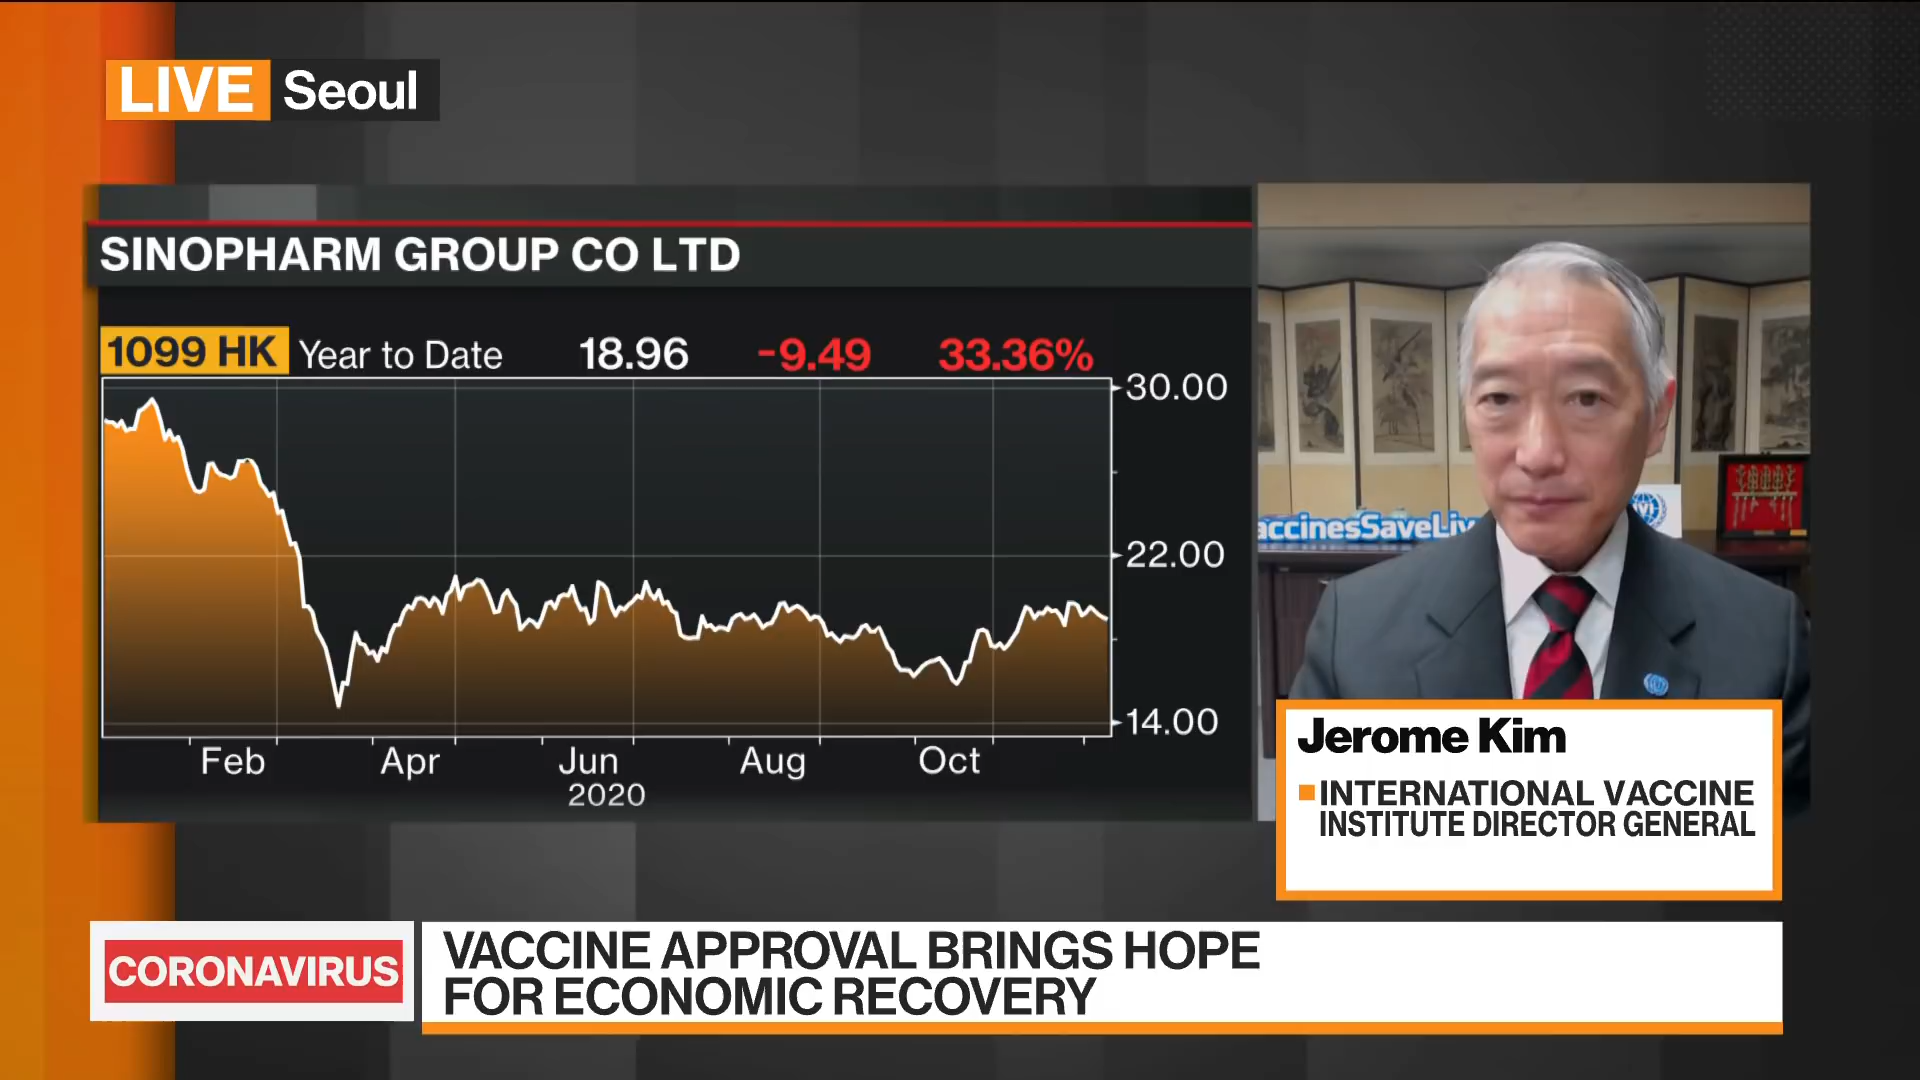 LIVE Seoul
SINOPHARM GROUP CO LTD
1099 HK Year to Date 18.96 -9.49 33.36%
30.00
22.00
14.00
Feb Apr Jun Aug Oct
2020
accinesSaveLiv
IVI
Jerome Kim
INTERNATIONAL VACCINE
INSTITUTE DIRECTOR GENERAL
CORONAVIRUS
VACCINE APPROVAL BRINGS HOPE
FOR ECONOMIC RECOVERY